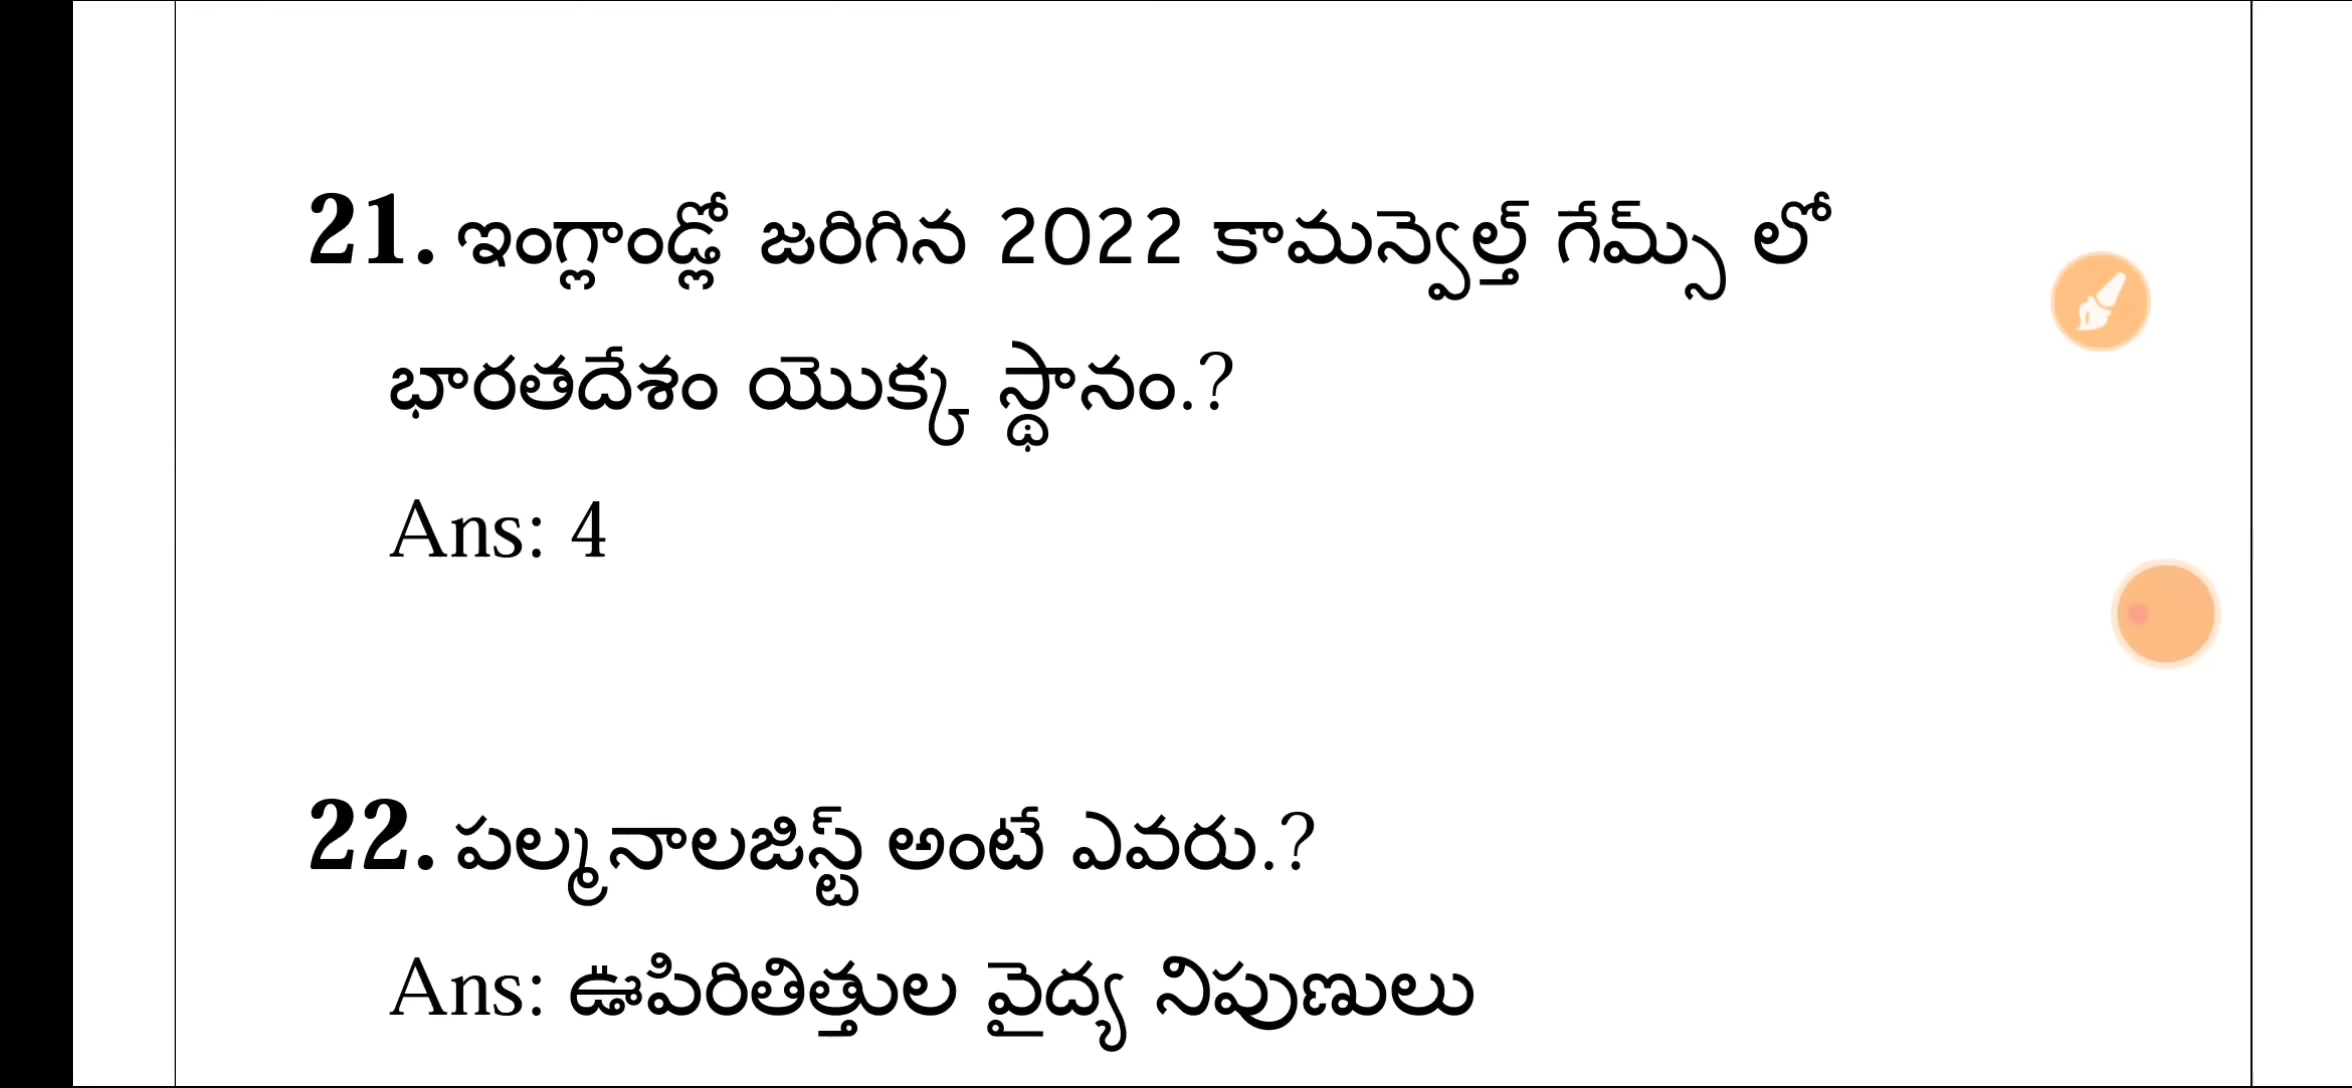 21. ఇంగ్లాండ్లో జరిగిన 2022 కామన్వెల్త్ గేమ్స్ లో
భారతదేశం యొక్క స్థానం.?
Ans: 4
22. పల్మనాలజిస్ట్ అంటే ఎవరు.?
Ans: ఊపిరితిత్తుల వైద్య నిపుణులు